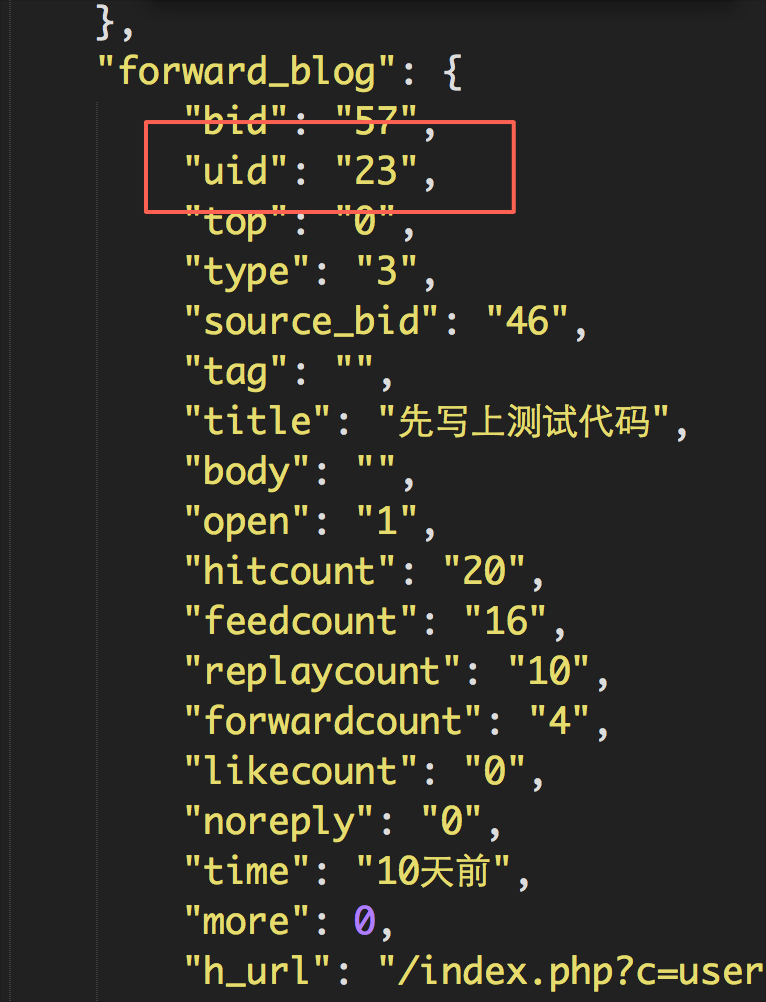 },
"forward_blog": {
"bid": "57",
"uid": "23",
"top": "0",
"type": "3",
"source_bid": "46",
"tag": "",
"title": "先写上测试代码",
"body": "",
"open": "1",
"hitcount": "20",
"feedcount": "16",
"replaycount": "10",
"forwardcount": "4",
"likecount": "0",
"noreply": "0",
"time": "10天前",
"more": 0,
"h_url": "/index.php?c=user